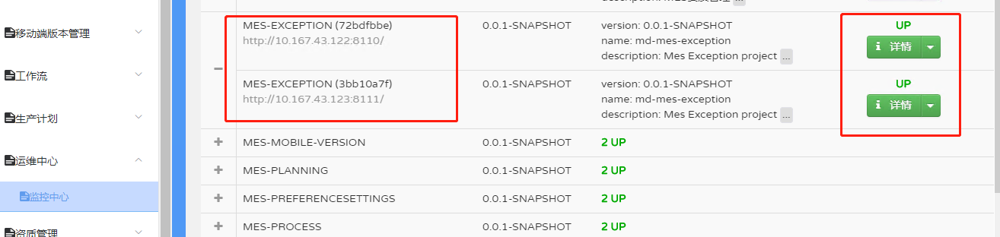 移动端版本管理
工作流
生产计划
运维中心
监控中心
资质管理
MES-EXCEPTION (72bdfbbe)
http://10.167.43.122:8110/
0.0.1-SNAPSHOT
version: 0.0.1-SNAPSHOT
name: md-mes-exception
description: Mes Exception project ...
UP
详情
MES-EXCEPTION (3bb10a7f)
http://10.167.43.123:8111/
0.0.1-SNAPSHOT
version: 0.0.1-SNAPSHOT
name: md-mes-exception
description: Mes Exception project ...
UP
详情
MES-MOBILE-VERSION 0.0.1-SNAPSHOT 2 UP
MES-PLANNING 0.0.1-SNAPSHOT 2 UP
MES-PREFERENCESETTINGS 0.0.1-SNAPSHOT 2 UP
MES-PROCESS 0.0.1-SNAPSHOT 2 UP